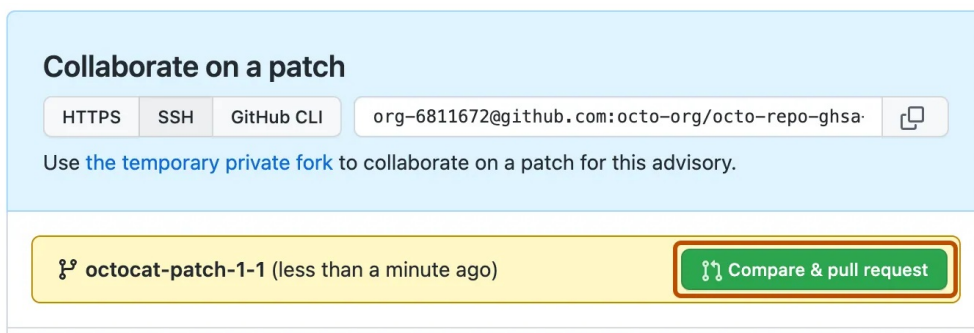 Collaborate on a patch
HTTPS SSH GitHub CLI org-6811672@github.com:octo-org/octo-repo-ghsa-
Use the temporary private fork to collaborate on a patch for this advisory.
octocat-patch-1-1 (less than a minute ago) Compare & pull request